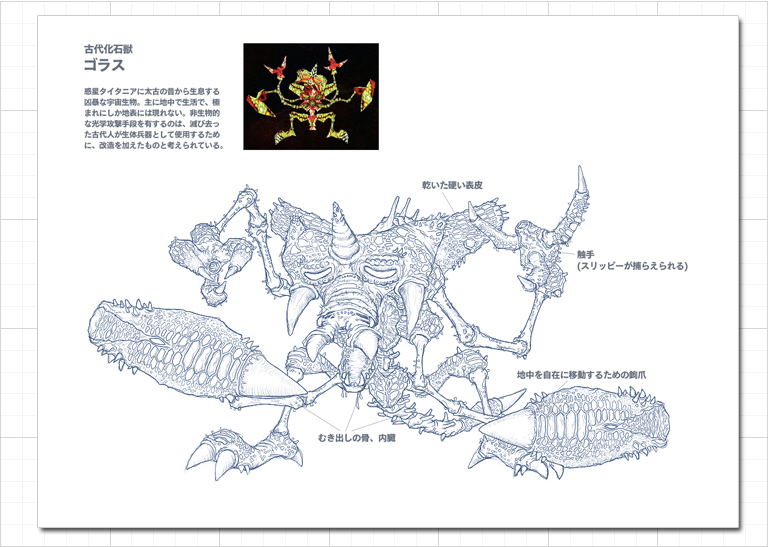 古代化石獣
ゴラス
惑星タイタニアに太古の昔から生息する
凶暴な宇宙生物。主に地中で生活で、極
まれにしか地表には現れない。非生物的
な光学攻撃手段を有するのは、滅び去っ
た古代人が生体兵器として使用するため
に、改造を加えたものと考えられている。
乾いた硬い表皮
触手
(スリッピーが捕らえられる)
地中を自在に移動するための鉤爪
むき出しの骨、内臓